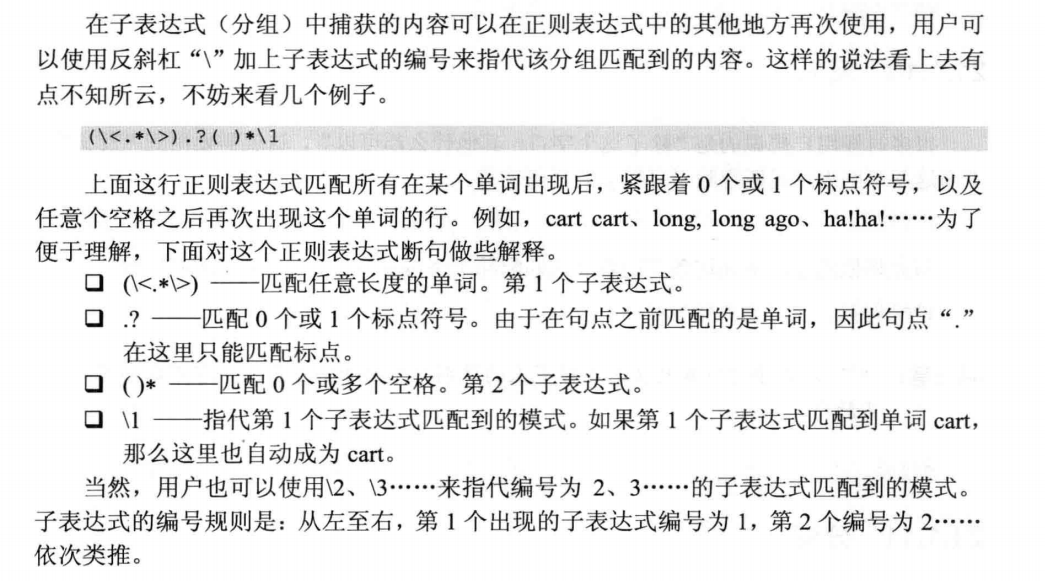 在子表达式（分组）中捕获的内容可以在正则表达式中的其他地方再次使用，用户可
以使用反斜杠“\”加上子表达式的编号来指代该分组匹配到的内容。这样的说法看上去有
点不知所云，不妨来看几个例子。
(\<.*\>).?( )*\1
上面这行正则表达式匹配所有在某个单词出现后，紧跟着 0 个或 1 个标点符号，以及
任意个空格之后再次出现这个单词的行。例如，cart cart、long, long ago、ha!ha!……为了
便于理解，下面对这个正则表达式断句做些解释。
❑ (\<.*\>) ——匹配任意长度的单词。第 1 个子表达式。
❑ .? ——匹配 0 个或 1 个标点符号。由于在句点之前匹配的是单词，因此句点“.”
在这里只能匹配标点。
❑ ( )* ——匹配 0 个或多个空格。第 2 个子表达式。
❑ \1 ——指代第 1 个子表达式匹配到的模式。如果第 1 个子表达式匹配到单词 cart，
那么这里也自动成为 cart。
当然，用户也可以使用\2、\3……来指代编号为 2、3……的子表达式匹配到的模式。
子表达式的编号规则是：从左至右，第 1 个出现的子表达式编号为 1，第 2 个编号为 2……
依次类推。